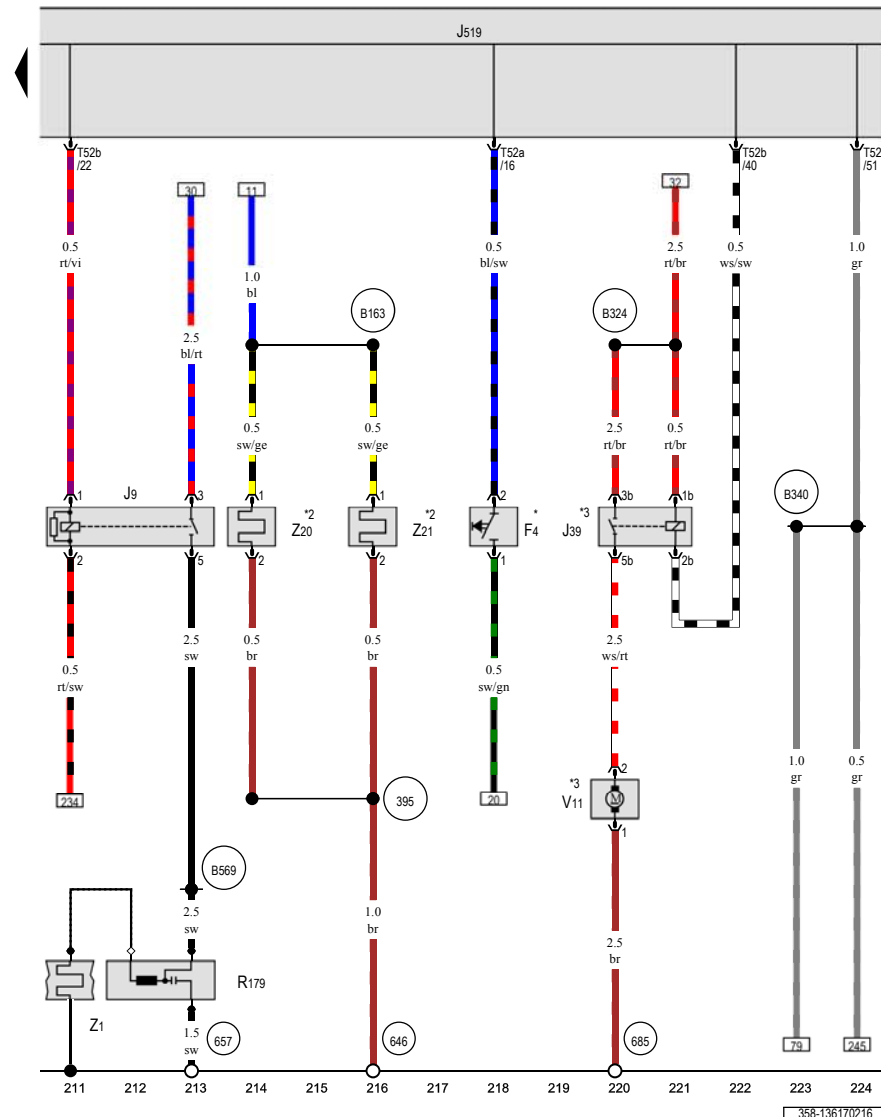 J519
T52b
/22
T52a
/16
T52b
/40
T52
/51
30
11
32
0.5
rt/vi
0.5
bl/sw
2.5
rt/br
0.5
ws/sw
1.0
gr
1.0
bl
B163
B324
2.5
bl/rt
0.5
sw/ge
0.5
sw/ge
2.5
rt/br
0.5
rt/br
B340
1
J9
3
1
1
2
3b
1b
*2
Z20
*2
Z21
*
F4
*3
J39
2
5
2
2
1
5b
2b
2.5
sw
0.5
br
0.5
br
2.5
ws/rt
0.5
rt/sw
0.5
sw/gn
1.0
gr
0.5
gr
2
*3
V11
M
234
395
20
1
B569
2.5
sw
1.0
br
2.5
br
R179
Z1
1.5
sw
657
646
685
79
245
211 212 213 214 215 216 217 218 219 220 221 222 223 224
358-136170216